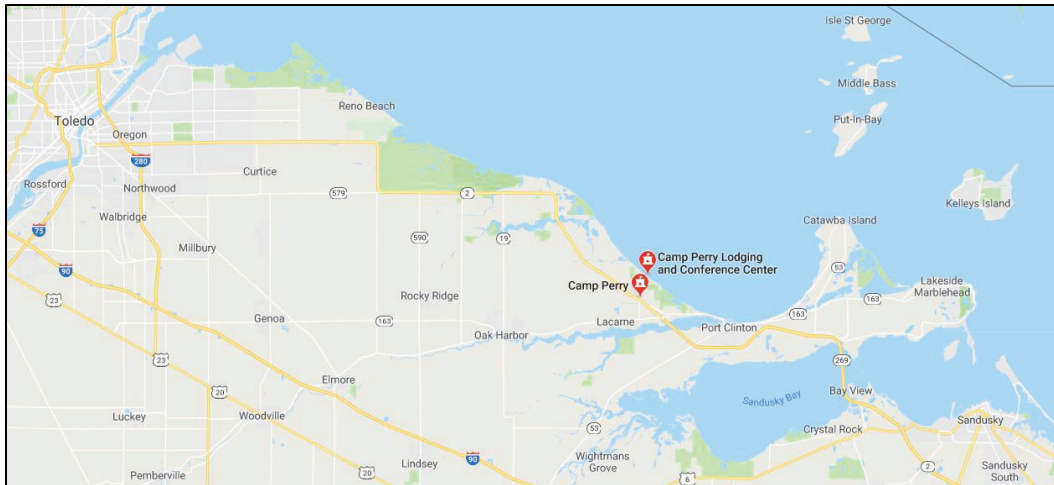 Isle St George
Middle Bass
Put-In-Bay
Reno Beach
Toledo
Oregon
280
Curtice
579
2
Kelleys Island
Rossford
Northwood
Walbridge
Catawba Island
75
Millbury
590
19
90
Camp Perry Lodging
and Conference Center
53
Camp Perry
Lakeside
Marblehead
23
Rocky Ridge
163
Genoa
163
Lacarne
163
Port Clinton
Oak Harbor
23
269
Elmore
20
Bay View
Sandusky Bay
Luckey
Woodville
53
Crystal Rock
Sandusky
Wightmans
Grove
90
Lindsey
20
Pemberville
6
2
Sandusky
South